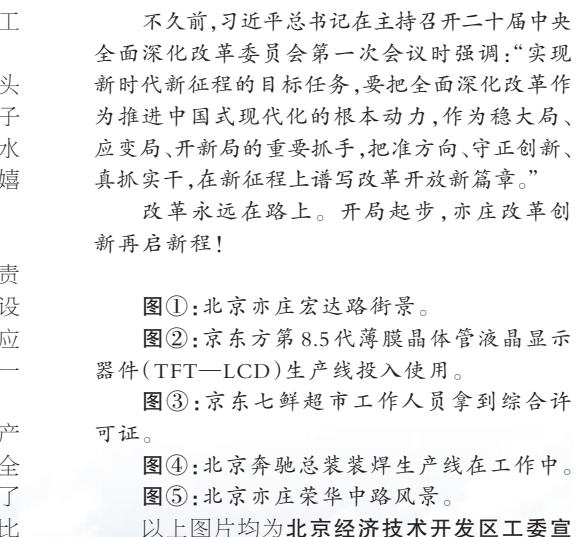 工
头
子
水
嬉
责
设
应
一
产
全
了
比
不久前,习近平总书记在主持召开二十届中央
全面深化改革委员会第一次会议时强调:“实现
新时代新征程的目标任务,要把全面深化改革作
为推进中国式现代化的根本动力,作为稳大局、
应变局、开新局的重要抓手,把准方向、守正创新、
真抓实干,在新征程上谱写改革开放新篇章。”
改革永远在路上。开局起步,亦庄改革创
新再启新程!
图①:北京亦庄宏达路街景。
图②:京东方第8.5代薄膜晶体管液晶显示
器件(TFT—LCD)生产线投入使用。
图③:京东七鲜超市工作人员拿到综合许
可证。
图④:北京奔驰总装装焊生产线在工作中。
图⑤:北京亦庄荣华中路风景。
以上图片均为北京经济技术开发区工委宣